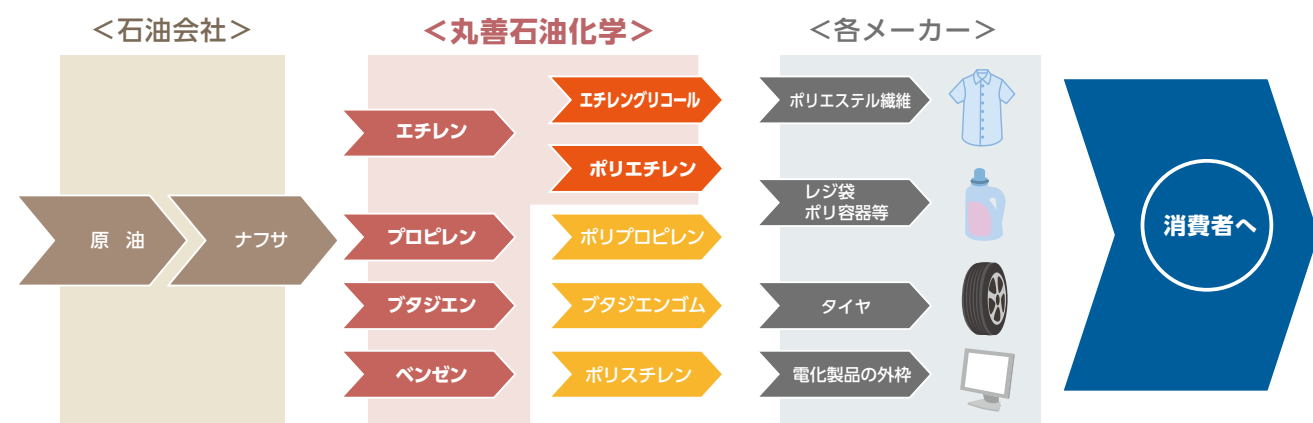 <石油会社>
<丸善石油化学>
<各メーカー>
原 油
ナフサ
エチレン
プロピレン
ブタジエン
ベンゼン
エチレングリコール
ポリエチレン
ポリプロピレン
ブタジエンゴム
ポリスチレン
ポリエステル繊維
レジ袋
ポリ容器等
タイヤ
電化製品の外枠
消費者へ